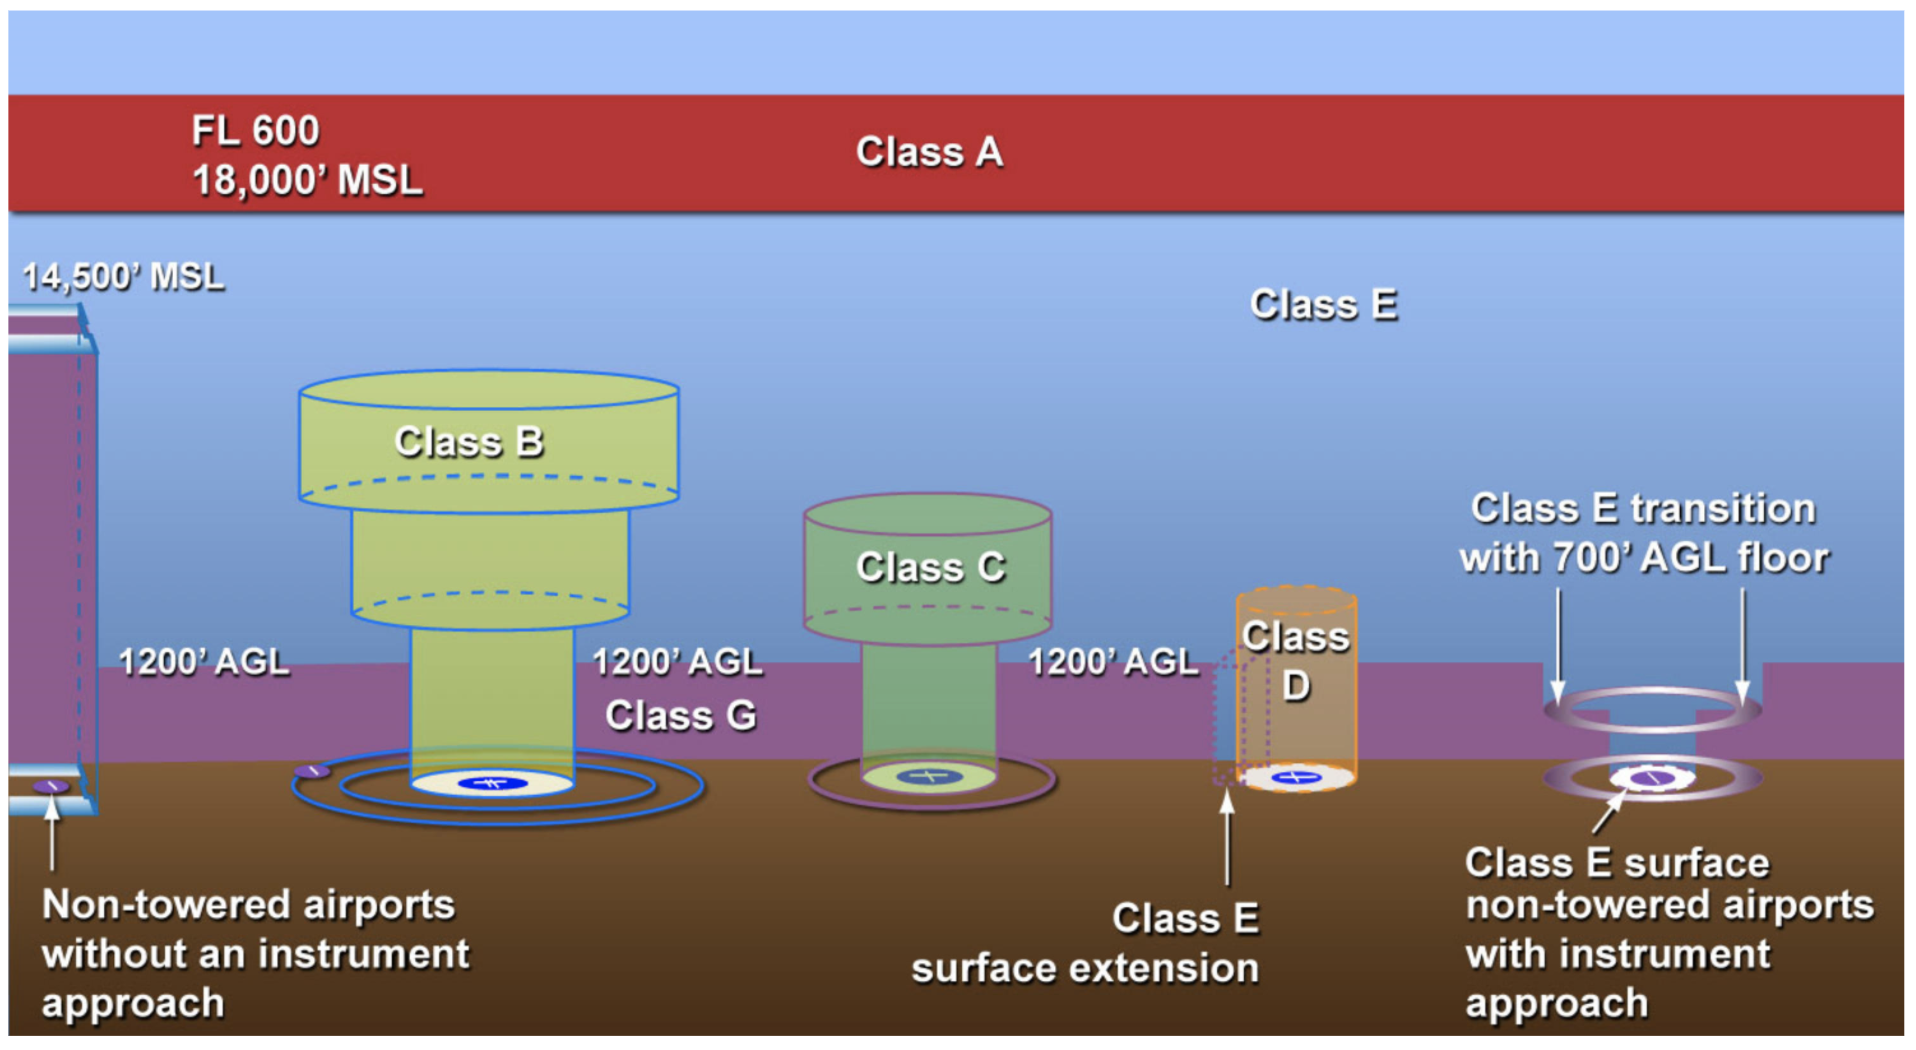 FL 600
18,000’ MSL
Class A
14,500’ MSL
Class E
Class B
Class C
Class E transition
with 700’ AGL floor
Class
D
1200’ AGL
1200’ AGL
1200’ AGL
Class G
Non-towered airports
without an instrument
approach
Class E
surface extension
Class E surface
non-towered airports
with instrument
approach